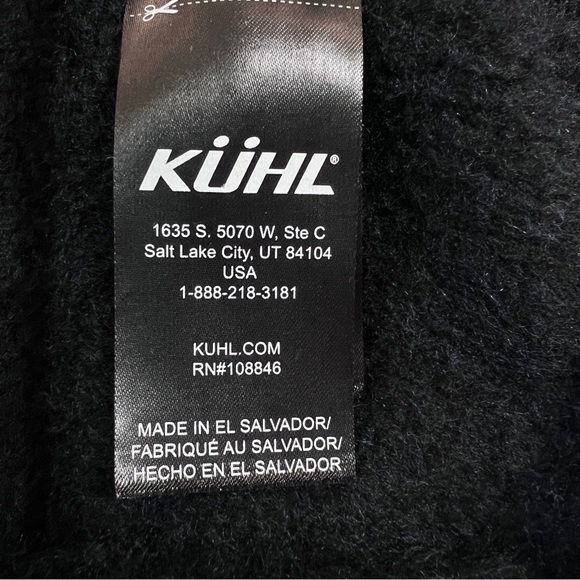 KÜHL®
1635 S. 5070 W, Ste C
Salt Lake City, UT 84104
USA
1-888-218-3181
KUHL.COM
RN#108846
MADE IN EL SALVADOR/
FABRIQUÉ AU SALVADOR/
HECHO EN EL SALVADOR